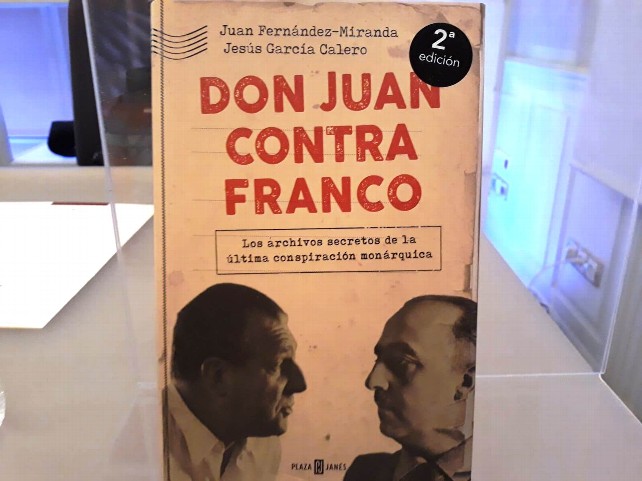 Juan Fernández-Miranda
Jesús García Calero
2ª
edición
DON JUAN
CONTRA
FRANCO
Los archivos secretos de la
última conspiración monárquica
PLAZA PJ JANÉS